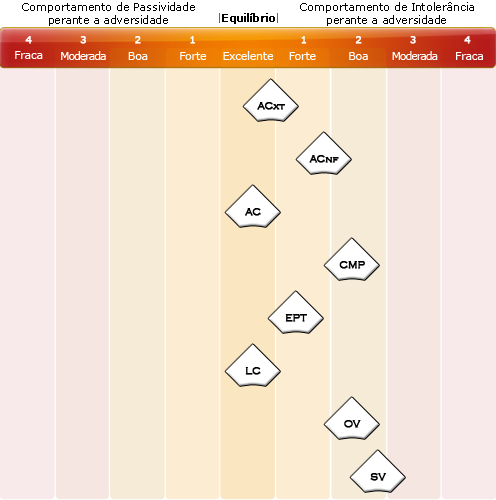 Comportamento de Passividade
perante a adversidade
|Equilíbrio|
Comportamento de Intolerância
perante a adversidade
4 3 2 1 1 2 3 4
Fraca Moderada Boa Forte Excelente Forte Boa Moderada Fraca
ACXT
ACNF
AC
CMP
EPT
LC
OV
SV